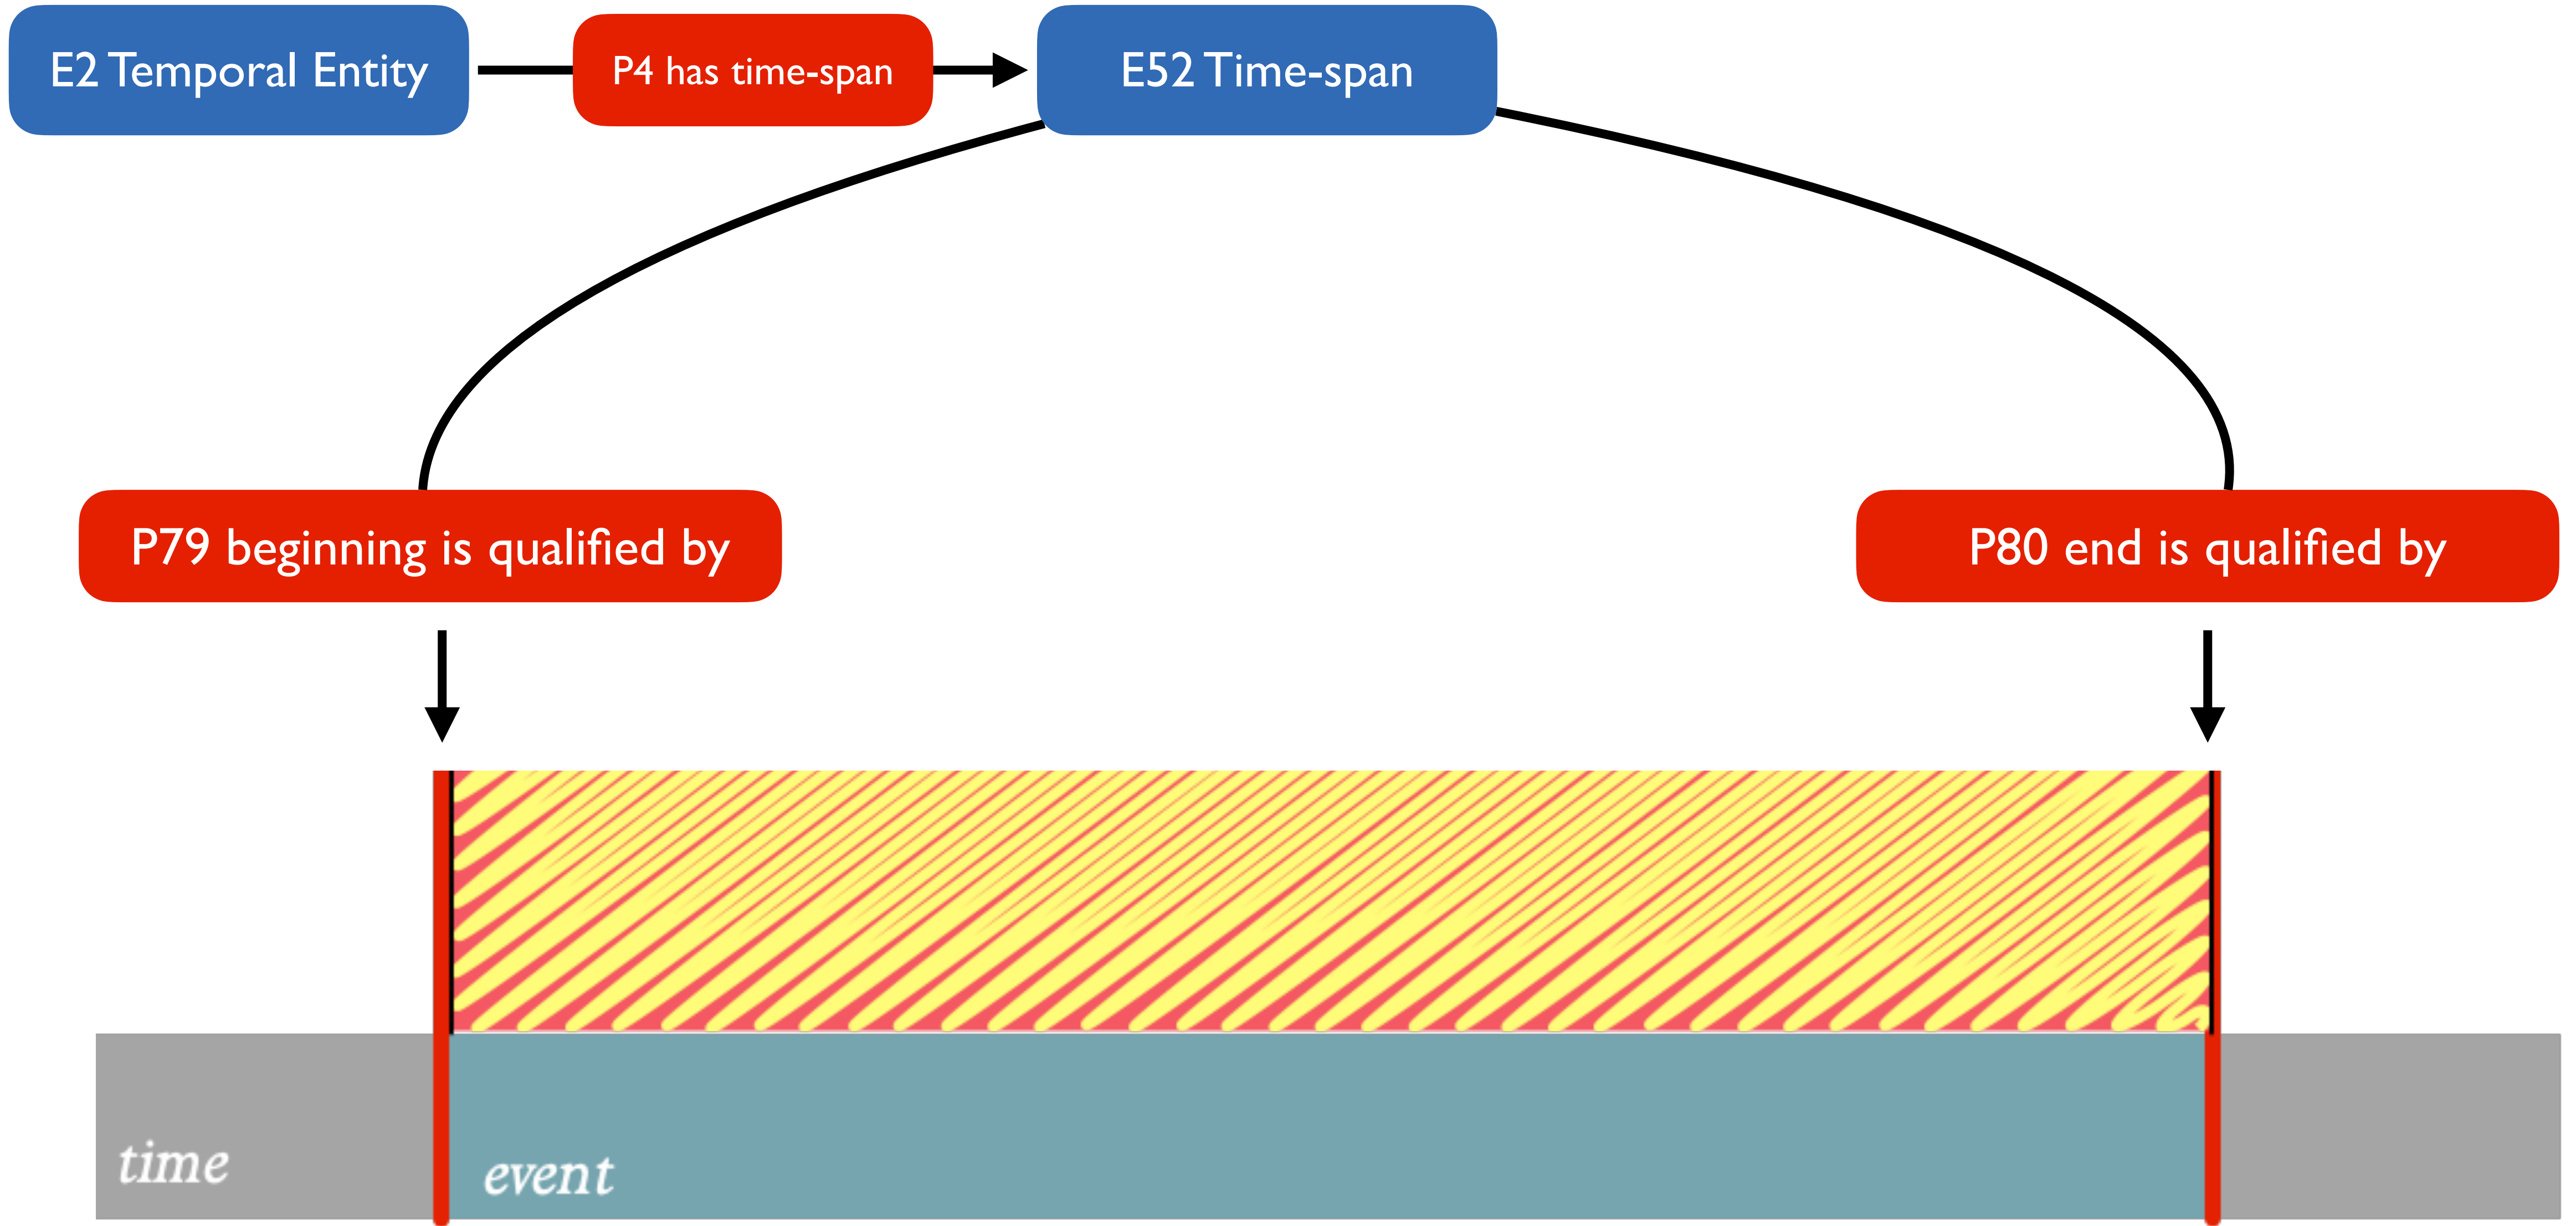 E2 Temporal Entity
P4 has time-span
E52 Time-span
P79 beginning is qualified by
P80 end is qualified by
time
event